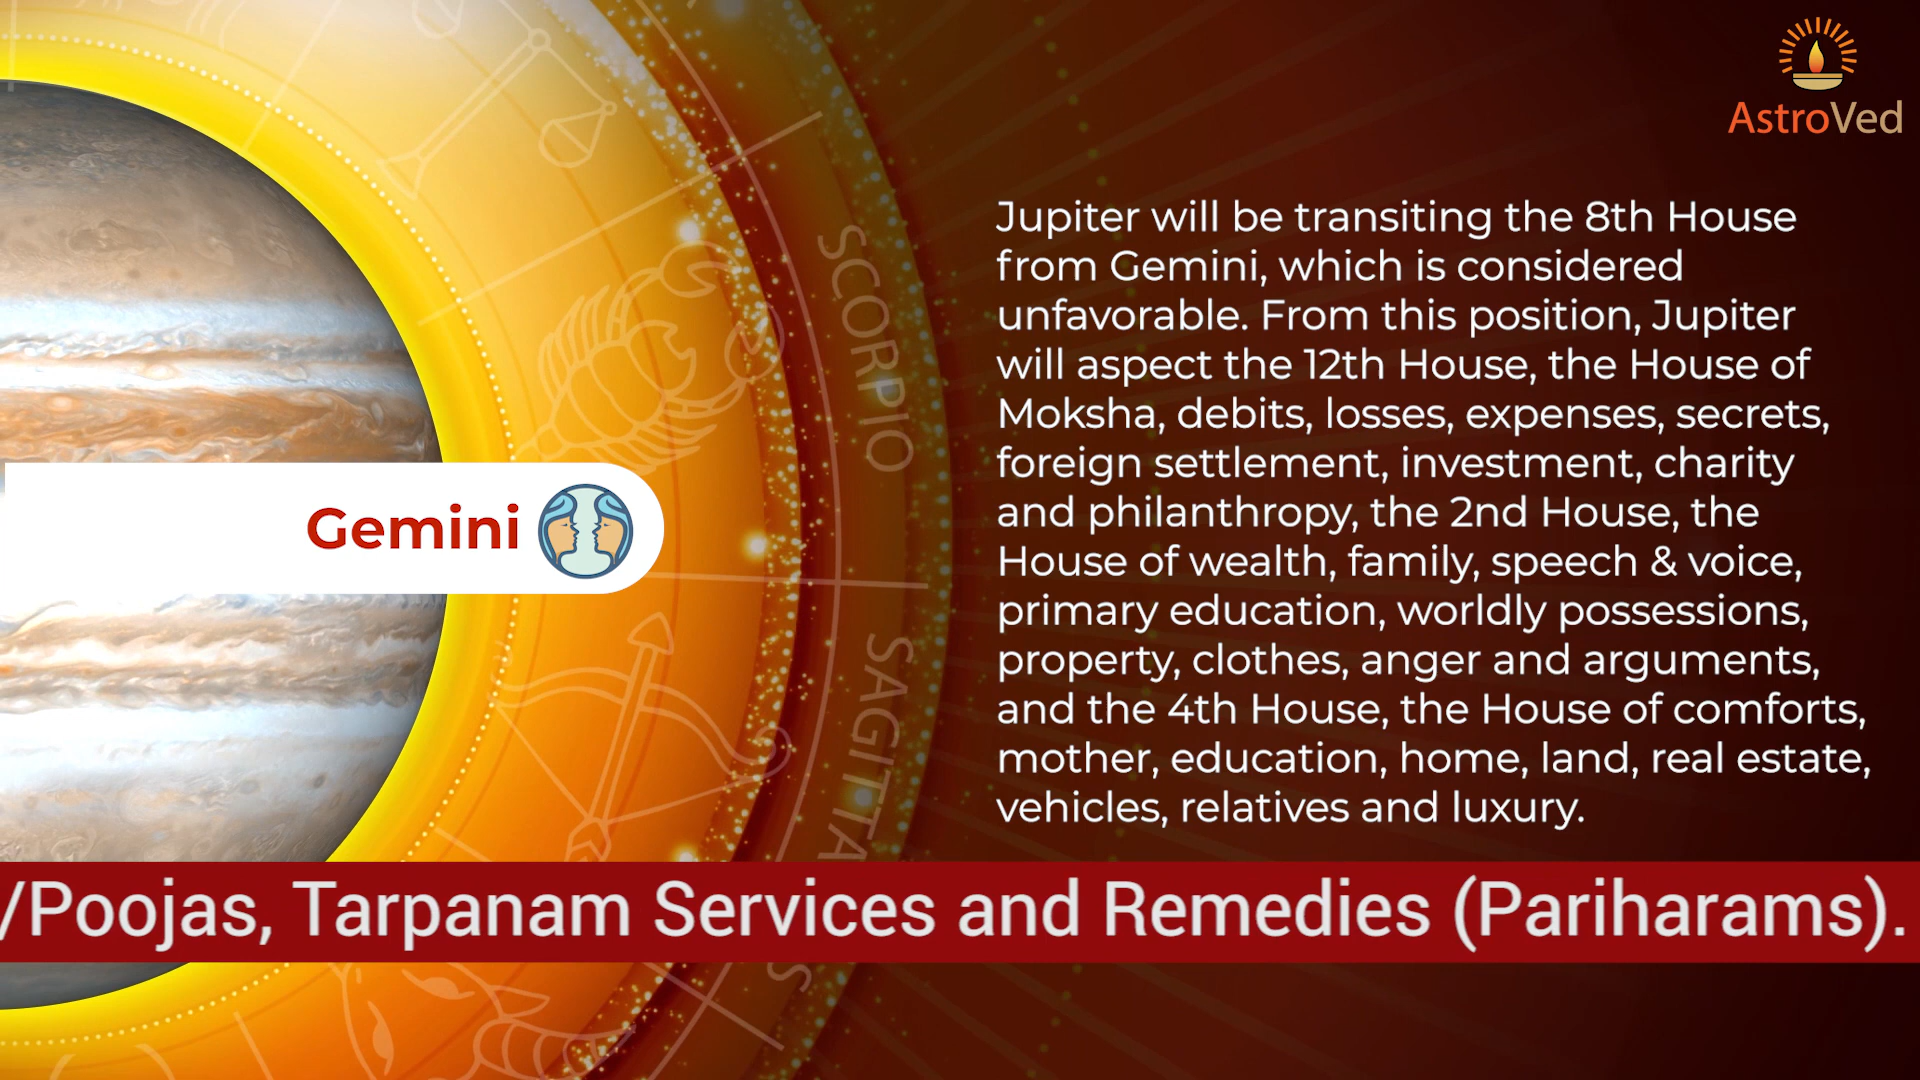 AstroVed
Jupiter will be transiting the 8th House
from Gemini, which is considered
unfavorable. From this position, Jupiter
will aspect the 12th House, the House of
Moksha, debits, losses, expenses, secrets,
foreign settlement, investment, charity
and philanthropy, the 2nd House, the
House of wealth, family, speech & voice,
primary education, worldly possessions,
property, clothes, anger and arguments,
and the 4th House, the House of comforts,
mother, education, home, land, real estate,
vehicles, relatives and luxury.
SCORPIO
Gemini
SAGITTA
/Poojas, Tarpanam Services and Remedies (Pariharams).
S